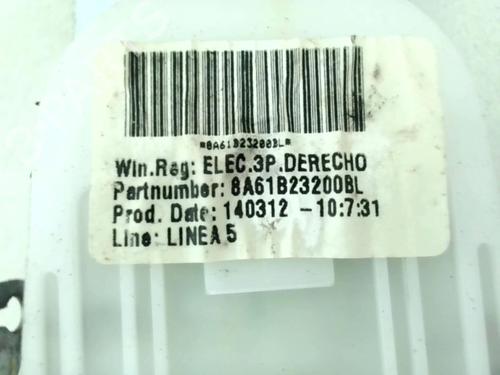 *8A61B23200BL*
Win.Reg: ELEC.3P.DERECHO
Partnumber: 8A61B23200BL
Prod. Date: 140312 - 10:7:31
Line: LINEA 5